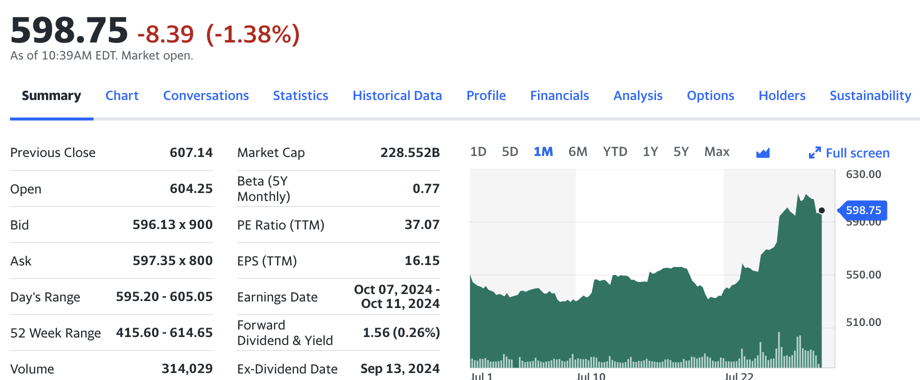 598.75 -8.39 (-1.38%)
As of 10:39AM EDT. Market open.
Summary Chart Conversations Statistics Historical Data Profile Financials Analysis Options Holders Sustainability
Previous Close 607.14
Open 604.25
Bid 596.13 x 900
Ask 597.35 x 800
Day's Range 595.20 - 605.05
52 Week Range 415.60 - 614.65
Volume 314,029
Market Cap 228.552B
Beta (5Y
Monthly) 0.77
PE Ratio (TTM) 37.07
EPS (TTM) 16.15
Earnings Date Oct 07, 2024 -
Oct 11, 2024
Forward
Dividend & Yield 1.56 (0.26%)
Ex-Dividend Date Sep 13, 2024
1D 5D 1M 6M YTD 1Y 5Y Max Full screen
630.00
598.75
590.00
550.00
510.00
Jul 1 Jul 10 Jul 22